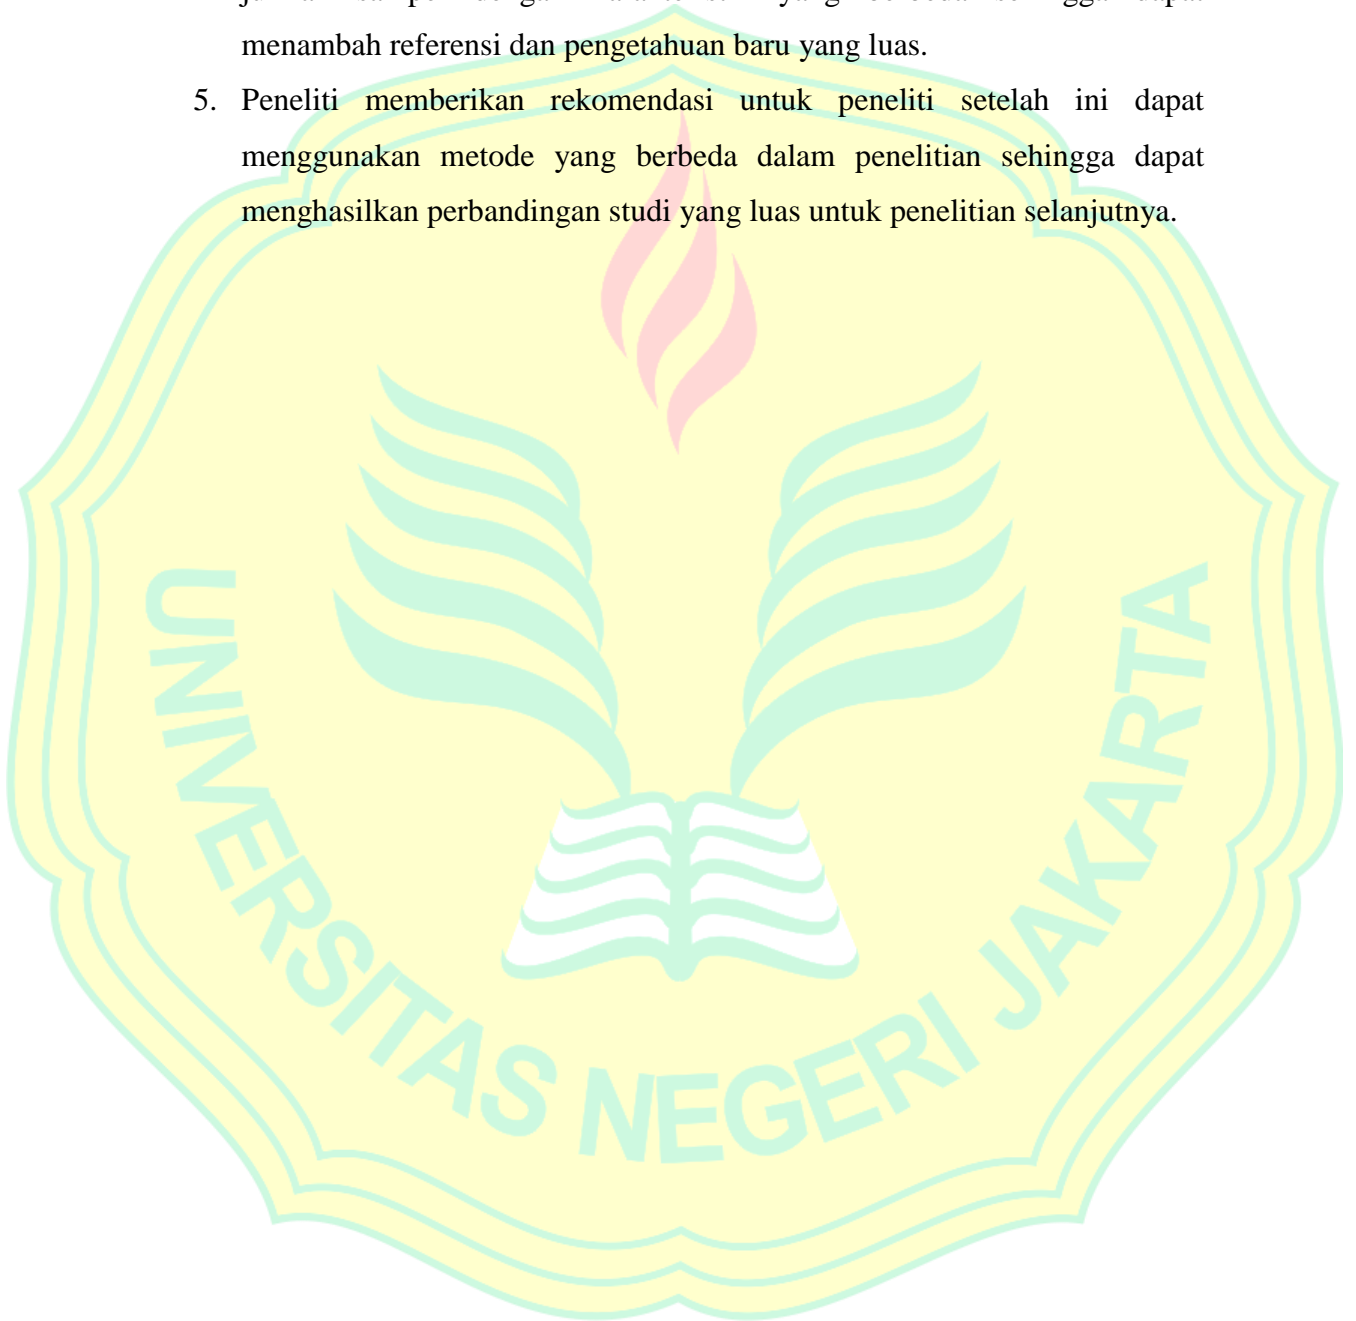 menambah referensi dan pengetahuan baru yang luas.
5. Peneliti memberikan rekomendasi untuk peneliti setelah ini dapat
menggunakan metode yang berbeda dalam penelitian sehingga dapat
menghasilkan perbandingan studi yang luas untuk penelitian selanjutnya.
UNIVERSITAS NEGERI JAKARTA